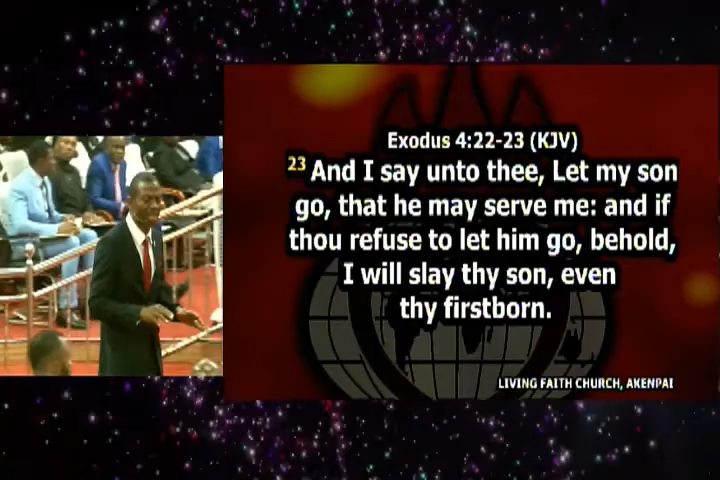 Exodus 4:22-23 (KJV)
23 And I say unto thee, Let my son
go, that he may serve me: and if
thou refuse to let him go, behold,
I will slay thy son, even
thy firstborn.
LIVING FAITH CHURCH, AKENPAI